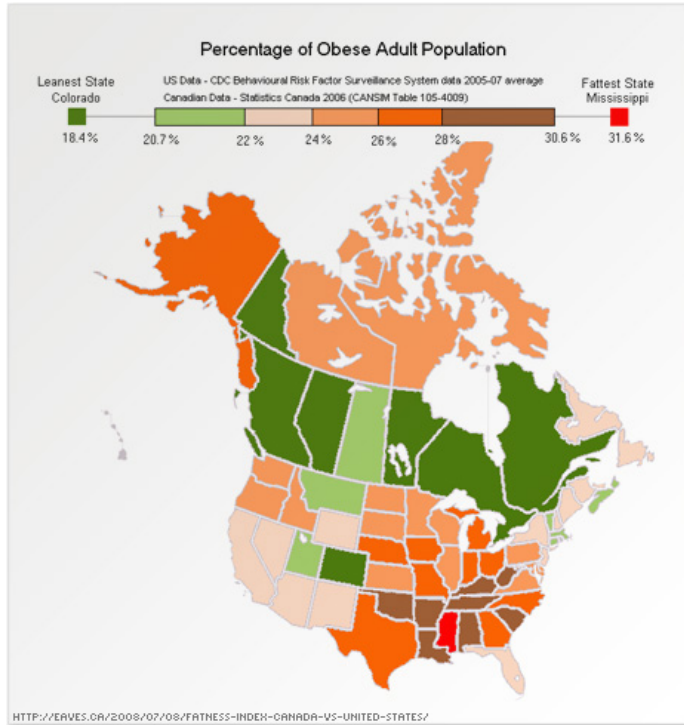 Percentage of Obese Adult Population
Leanest State
Colorado
US Data - CDC Behavioural Risk Factor Surveillance System data 2005-07 average
Canadian Data - Statistics Canada 2006 (CANSIM Table 105-4009)
Fattest State
Mississippi
18.4% 20.7% 22% 24% 26% 28% 30.6% 31.6%
HTTP://EAVES.CA/2008/07/08/FATNESS-INDEX-CANADA-VS-UNITED-STATES/